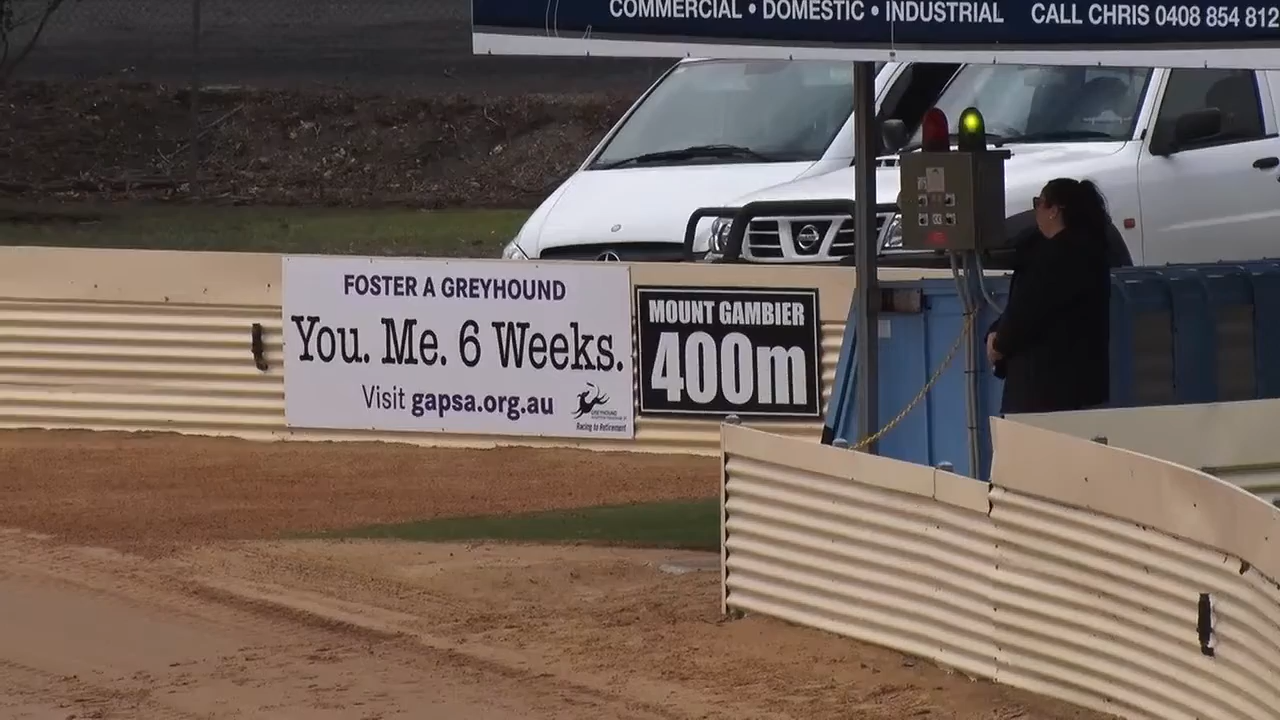 COMMERCIAL • DOMESTIC • INDUSTRIAL CALL CHRIS 0408 854 812
FOSTER A GREYHOUND
You. Me. 6 Weeks.
Visit gapsa.org.au
GREYHOUND
Racing to Retirement
MOUNT GAMBIER
400m